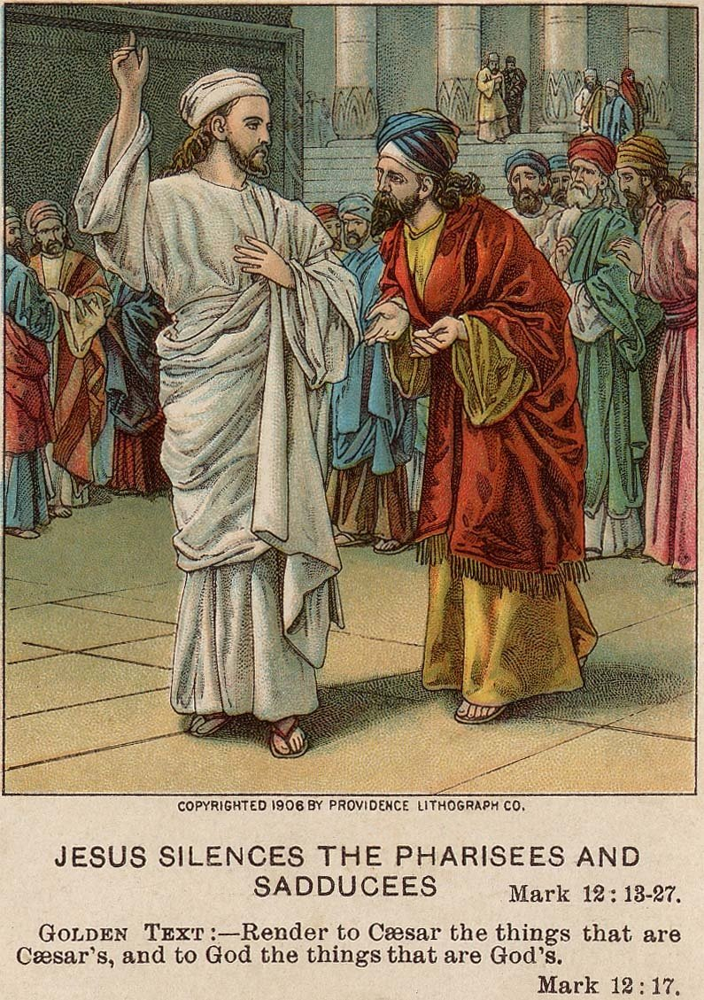 COPYRIGHTED 1906 BY PROVIDENCE LITHOGRAPH CO.
JESUS SILENCES THE PHARISEES AND
SADDUCEES Mark 12:13-27.
GOLDEN TEXT:—Render to Cæsar the things that are
Cæsar's, and to God the things that are God's.
Mark 12:17.